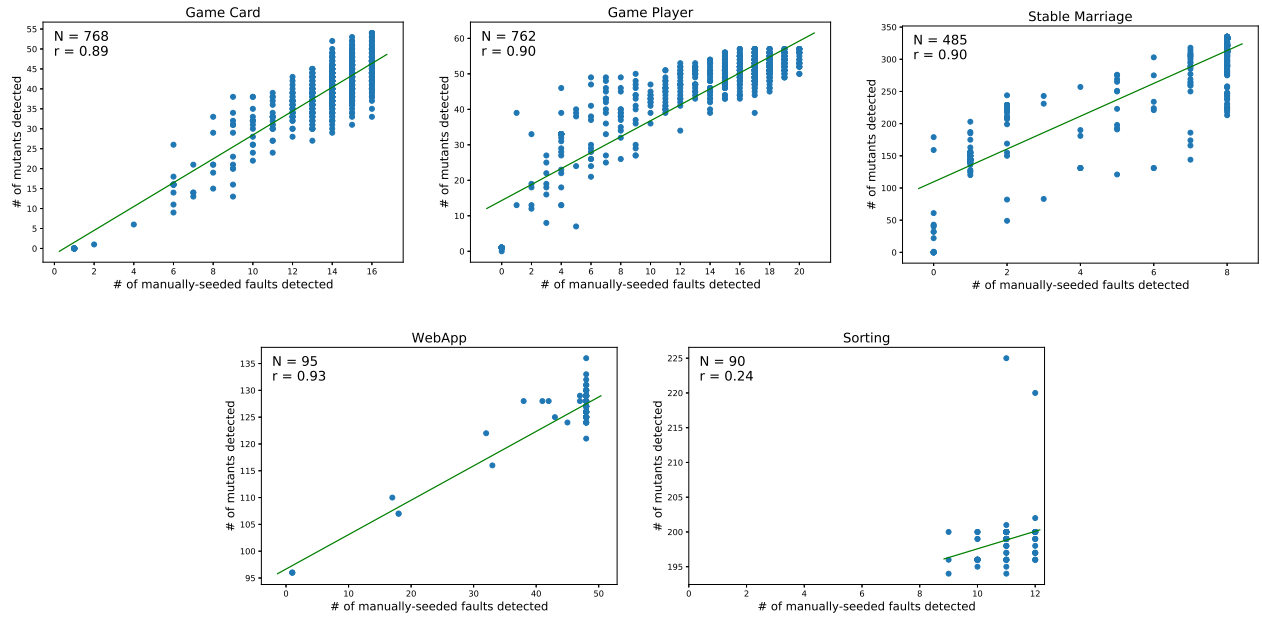 Game Card
N = 768
r = 0.89
# of mutants detected
55
50
45
40
35
30
25
20
15
10
5
0
0 2 4 6 8 10 12 14 16
# of manually-seeded faults detected
Game Player
N = 762
r = 0.90
# of mutants detected
60
50
40
30
20
10
0
0 2 4 6 8 10 12 14 16 18 20
# of manually-seeded faults detected
Stable Marriage
N = 485
r = 0.90
# of mutants detected
350
300
250
200
150
100
50
0
0 2 4 6 8
# of manually-seeded faults detected
WebApp
N = 95
r = 0.93
# of mutants detected
135
130
125
120
115
110
105
100
95
0 10 20 30 40 50
# of manually-seeded faults detected
Sorting
N = 90
r = 0.24
# of mutants detected
225
220
215
210
205
200
195
0 2 4 6 8 10 12
# of manually-seeded faults detected